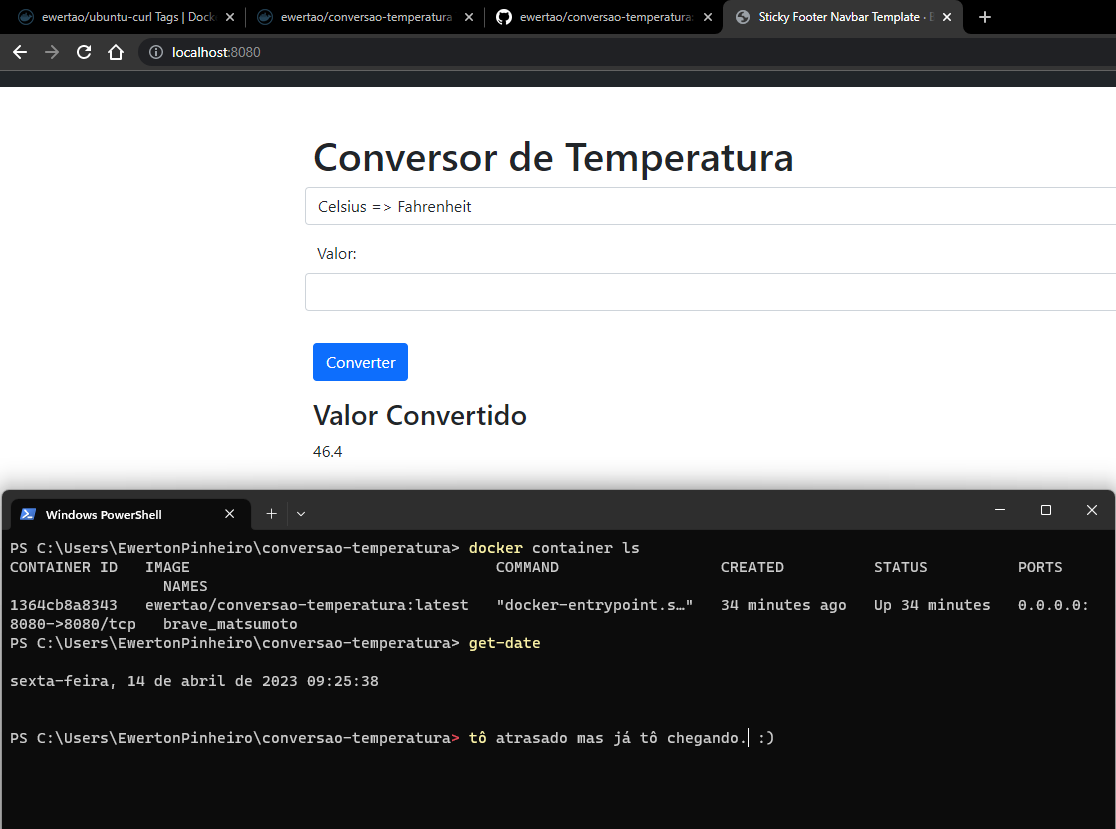 ewertao/ubuntu-curl Tags | Dock
ewertao/conversao-temperatura
ewertao/conversao-temperatura:
Sticky Footer Navbar Template ·
localhost:8080
Conversor de Temperatura
Celsius => Fahrenheit
Valor:
Converter
Valor Convertido
46.4
Windows PowerShell
PS C:\Users\EwertonPinheiro\conversao-temperatura> docker container ls
CONTAINER ID IMAGE COMMAND CREATED STATUS PORTS
NAMES
1364cb8a8343 ewertao/conversao-temperatura:latest "docker-entrypoint.s…" 34 minutes ago Up 34 minutes 0.0.0.0:
8080->8080/tcp brave_matsumoto
PS C:\Users\EwertonPinheiro\conversao-temperatura> get-date
sexta-feira, 14 de abril de 2023 09:25:38
PS C:\Users\EwertonPinheiro\conversao-temperatura> tô atrasado mas já tô chegando. :)